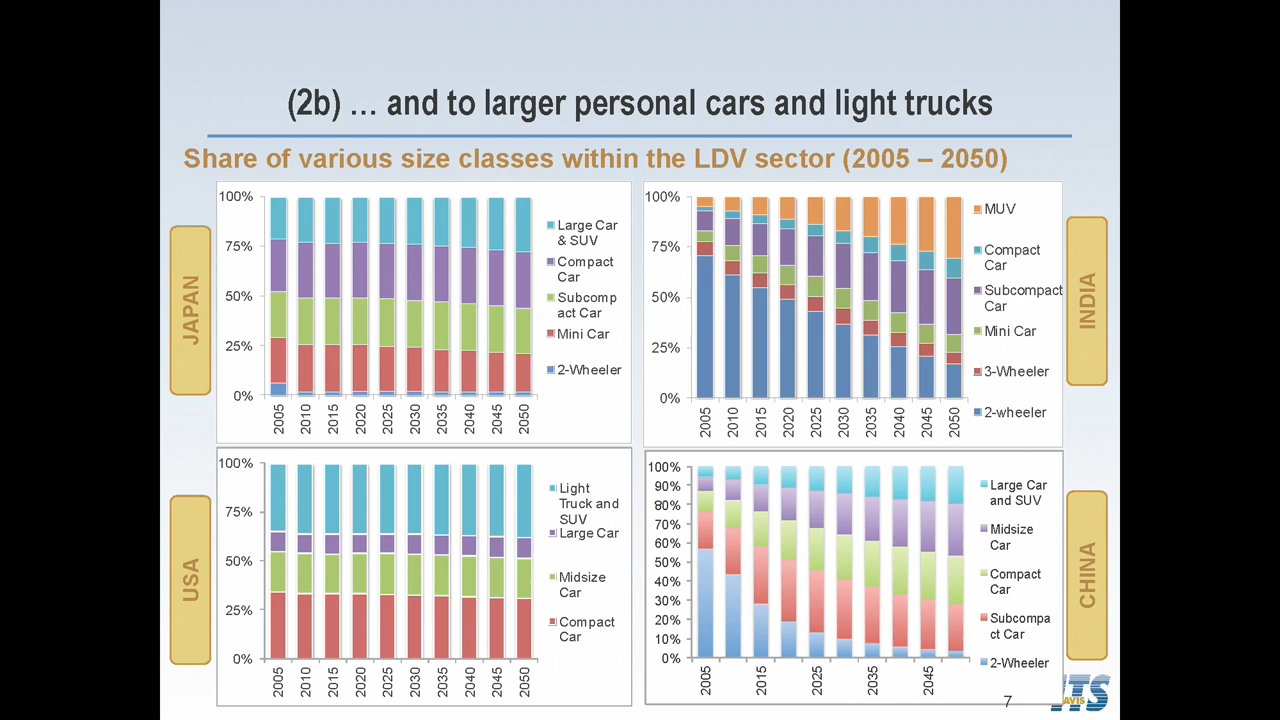 (2b) … and to larger personal cars and light trucks
Share of various size classes within the LDV sector (2005 – 2050)
JAPAN
100%
75%
50%
25%
0%
2005
2010
2015
2020
2025
2030
2035
2040
2045
2050
Large Car
& SUV
Compact
Car
Subcomp
act Car
Mini Car
2-Wheeler
100%
75%
50%
25%
0%
2005
2010
2015
2020
2025
2030
2035
2040
2045
2050
MUV
Compact
Car
Subcompact
Car
Mini Car
3-Wheeler
2-wheeler
INDIA
USA
100%
75%
50%
25%
0%
2005
2010
2015
2020
2025
2030
2035
2040
2045
2050
Light
Truck and
SUV
Large Car
Midsize
Car
Compact
Car
100%
90%
80%
70%
60%
50%
40%
30%
20%
10%
0%
2005
2015
2025
2035
2045
Large Car
and SUV
Midsize
Car
Compact
Car
Subcompa
ct Car
2-Wheeler
CHINA
7
ITS
DAVIS